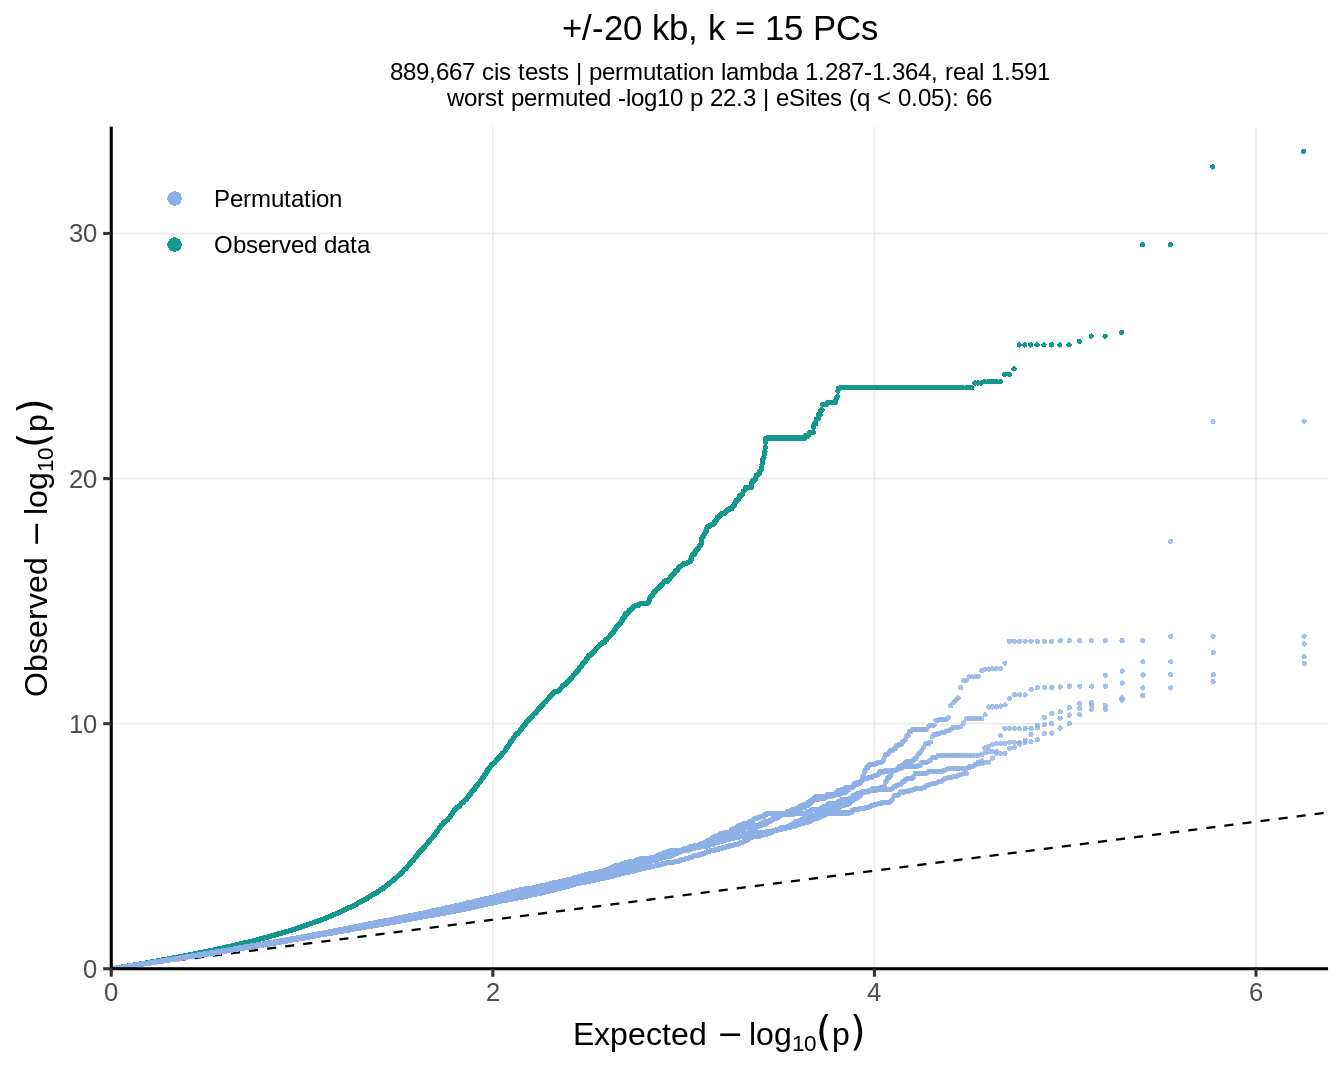 +/-20 kb, k = 15 PCs
889,667 cis tests | permutation lambda 1.287-1.364, real 1.591
worst permuted -log10 p 22.3 | eSites (q < 0.05): 66
Permutation
Observed data
30
20
10
0
Observed − log10(p)
0 2 4 6
Expected − log10(p)